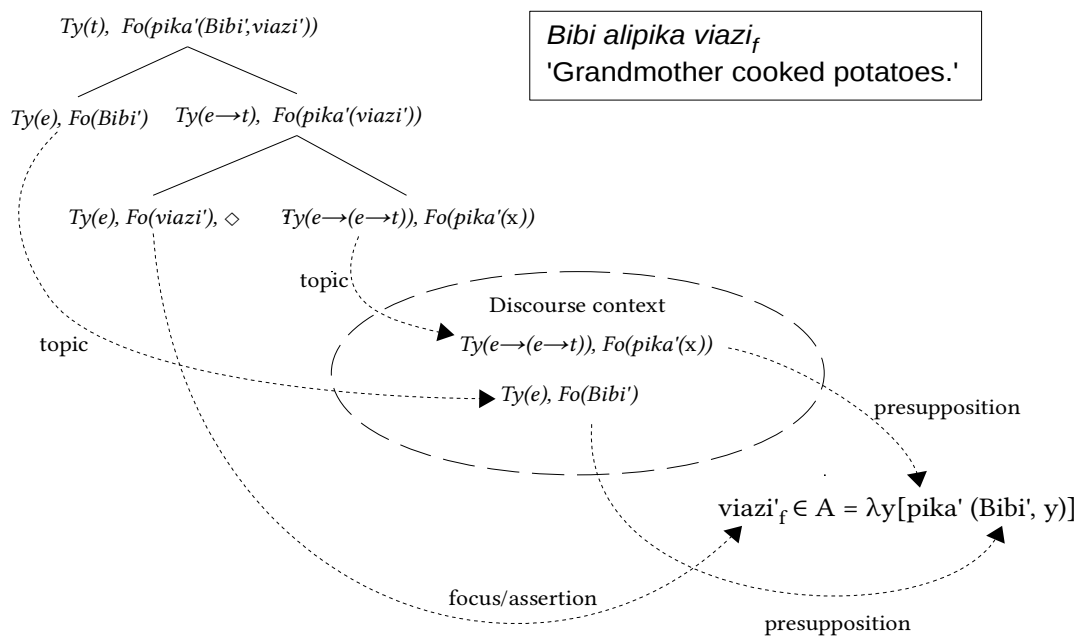 Ty(t), Fo(pika'(Bibi',viazi'))
Bibi alipika viazi_f
'Grandmother cooked potatoes.'
Ty(e), Fo(Bibi') Ty(e→t), Fo(pika'(viazi'))
Ty(e), Fo(viazi'), ◇ Ty(e→(e→t)), Fo(pika'(x))
topic
Discourse context
topic
Ty(e→(e→t)), Fo(pika'(x))
Ty(e), Fo(Bibi')
presupposition
viazi'_f ∈ A = λy[pika' (Bibi', y)]
focus/assertion
presupposition